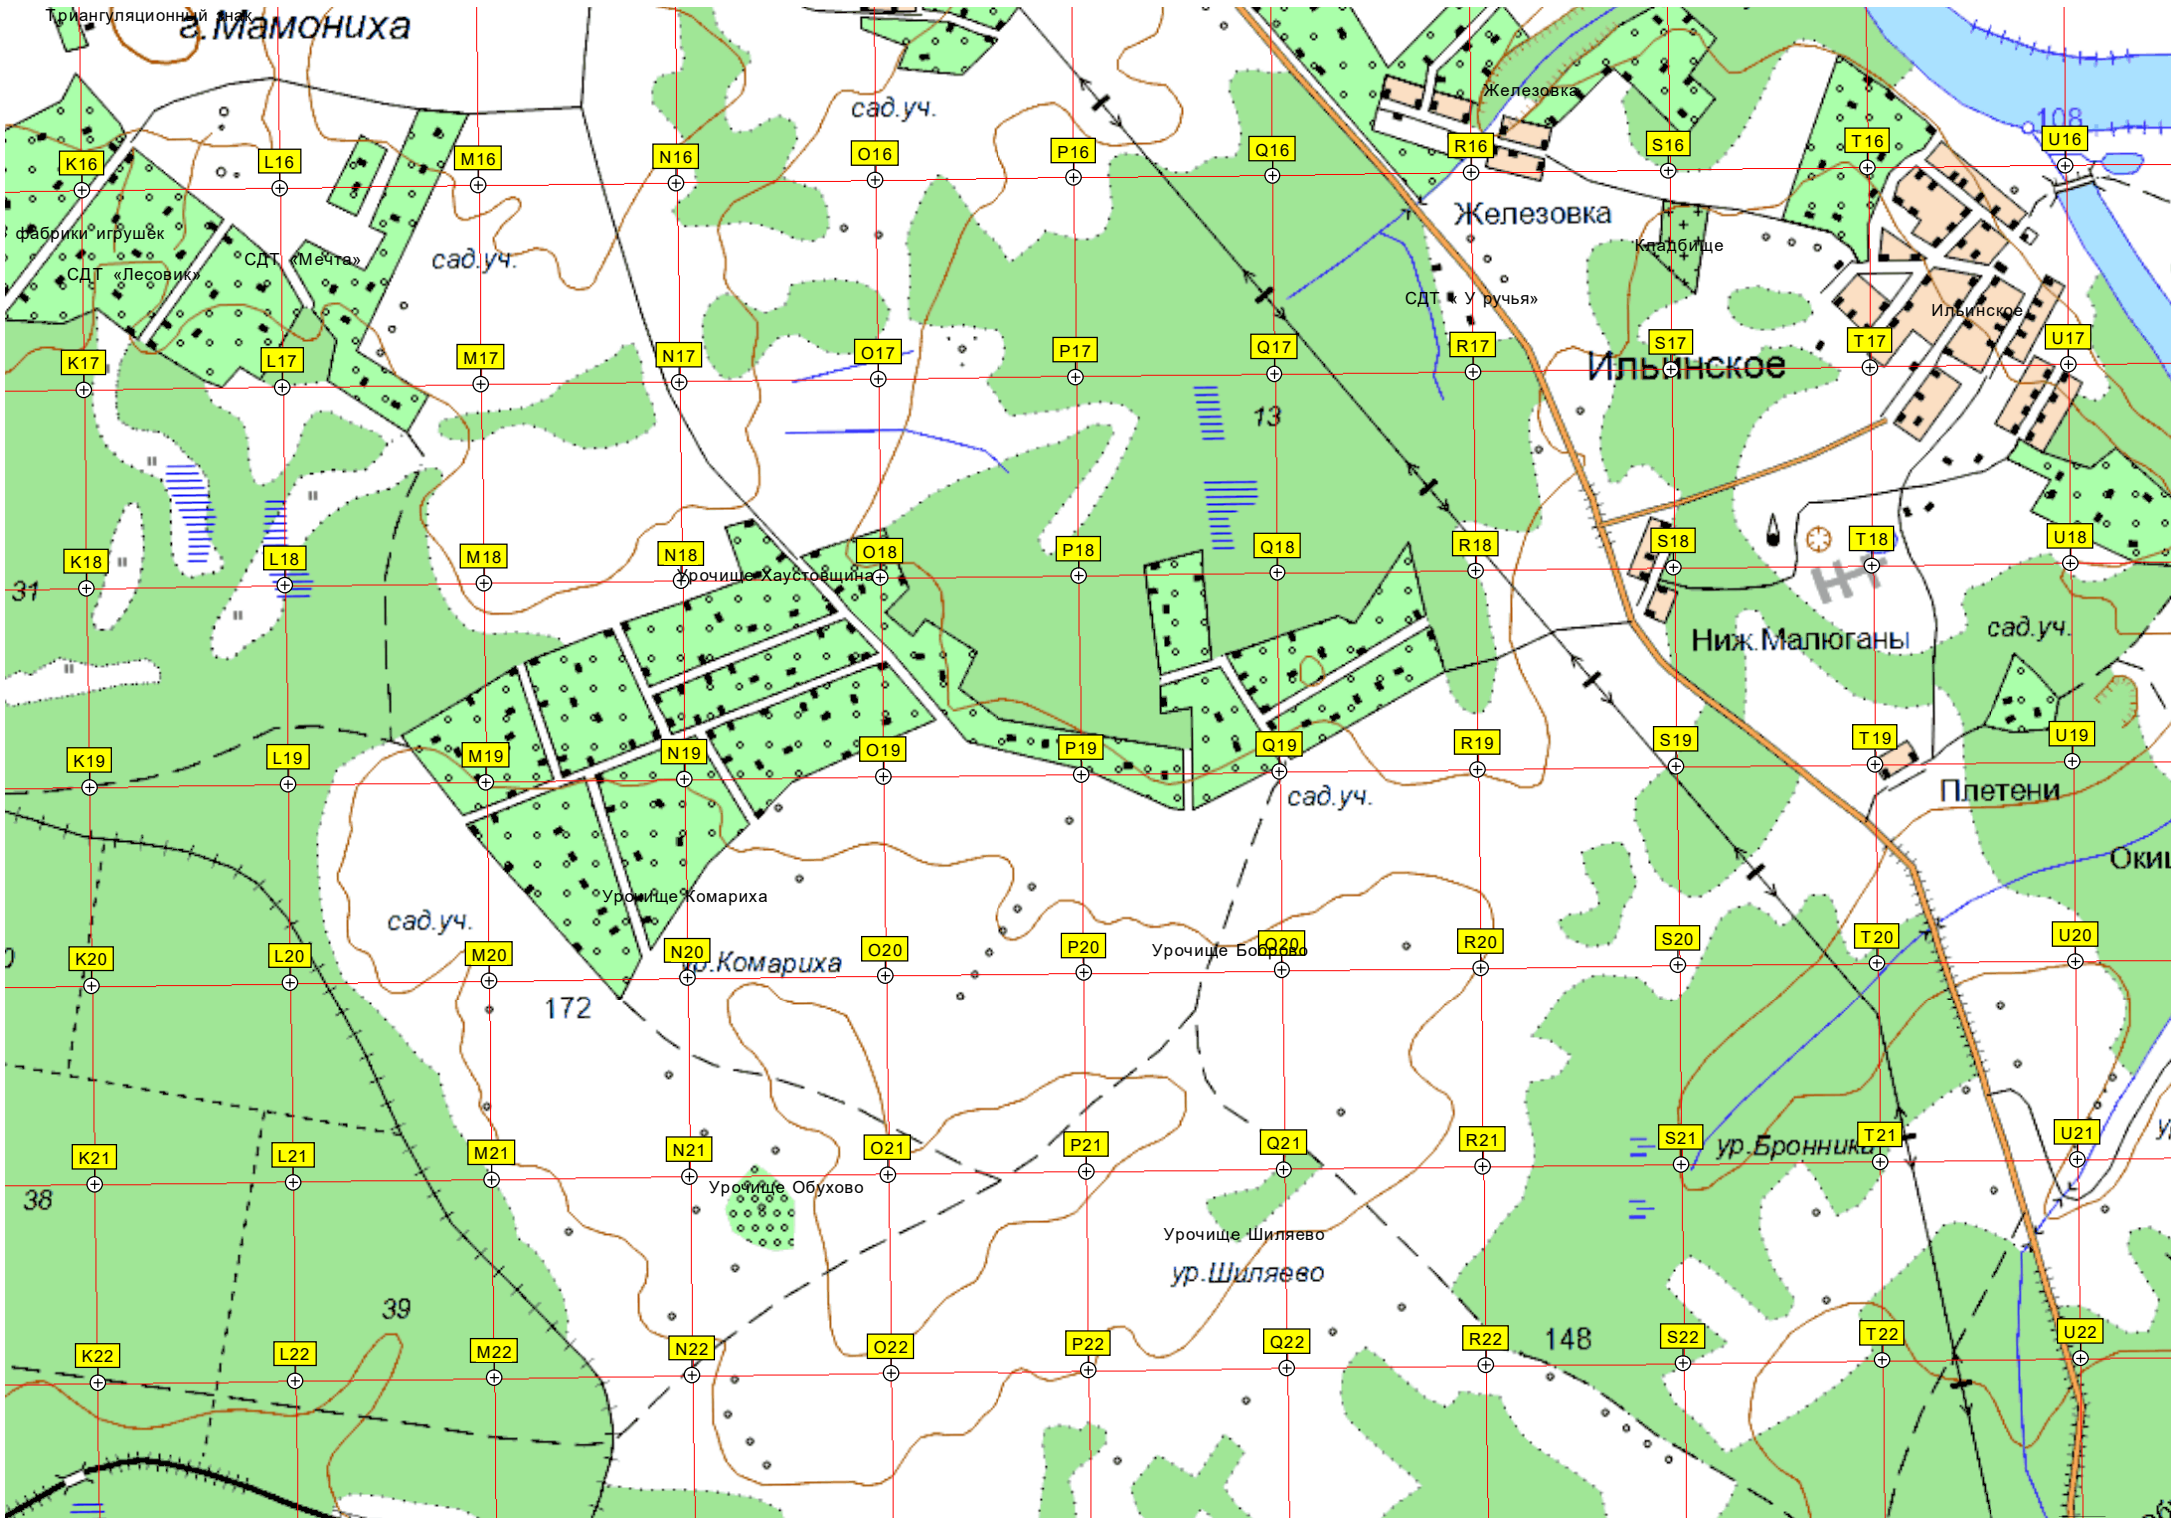 Триангуляционный знак
г.Мамониха
сад.уч.
Железовка
108
K16 L16 M16 N16 O16 P16 Q16 R16 S16 T16 U16
Железовка
фабрики игрушек
СДТ «Лесовик»
СДТ «Мечта»
сад.уч.
Кладбище
СДТ « У ручья»
Ильинское
K17 L17 M17 N17 O17 P17 Q17 R17 S17 T17 U17
Ильинское
13
K18 L18 M18 N18 O18 P18 Q18 R18 S18 T18 U18
Урочище Хаустовщина
31
Ниж.Малюганы
сад.уч.
K19 L19 M19 N19 O19 P19 Q19 R19 S19 T19 U19
сад.уч.
Плетени
Урочище Комариха
сад.уч.
K20 L20 M20 N20 O20 P20 Q20 R20 S20 T20 U20
Урочище Боброво
ур.Комариха
172
K21 L21 M21 N21 O21 P21 Q21 R21 S21 T21 U21
ур.Бронника
Урочище Обухово
38
Урочище Шиляево
ур.Шиляево
39
148
K22 L22 M22 N22 O22 P22 Q22 R22 S22 T22 U22